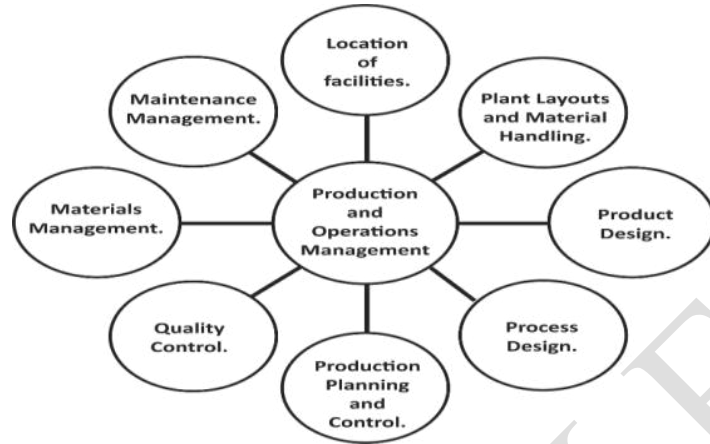 Location
of
facilities.
Maintenance
Management.
Plant Layouts
and Material
Handling.
Materials
Management.
Production
and
Operations
Management
Product
Design.
Quality
Control.
Production
Planning
and
Control.
Process
Design.